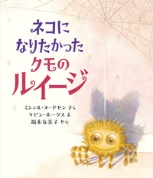 ネコに
なりたかった
クモの
ルイージ
ミシェル・ヌードセン さく
ケビン・ホークス え
福本友美子 やく